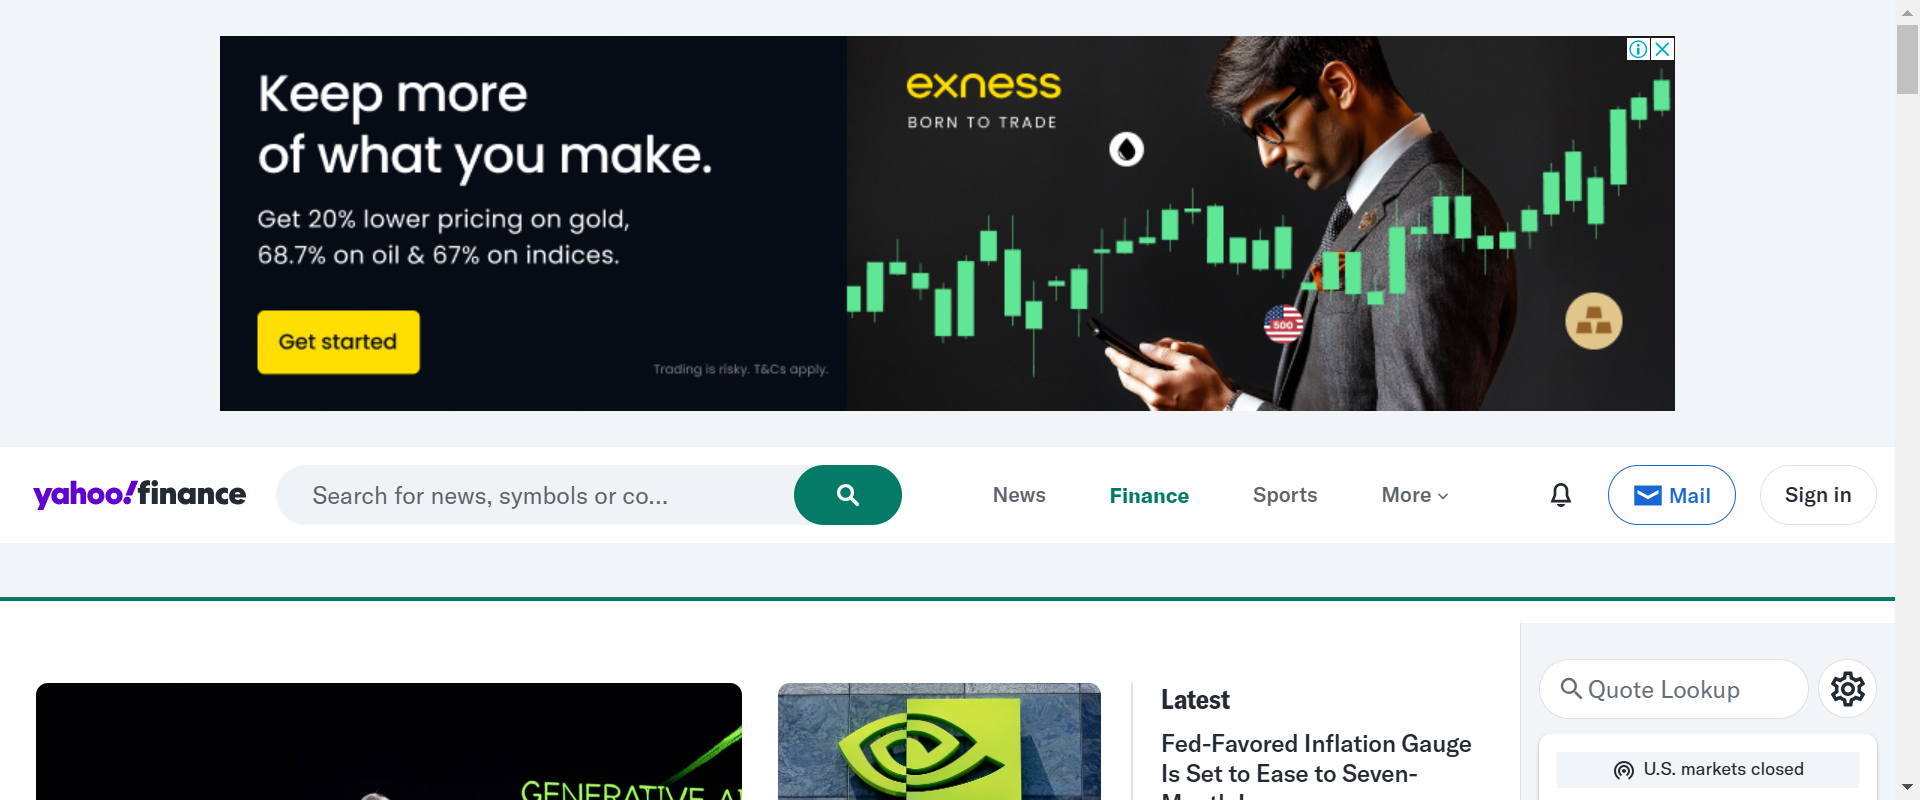 Keep more
of what you make.
Get 20% lower pricing on gold,
68.7% on oil & 67% on indices.
Get started
Trading is risky. T&Cs apply.
exness
BORN TO TRADE
500
yahoo!finance
Search for news, symbols or co...
News
Finance
Sports
More
Mail
Sign in
GENERATIVE AI
Latest
Fed-Favored Inflation Gauge
Is Set to Ease to Seven-
Quote Lookup
U.S. markets closed